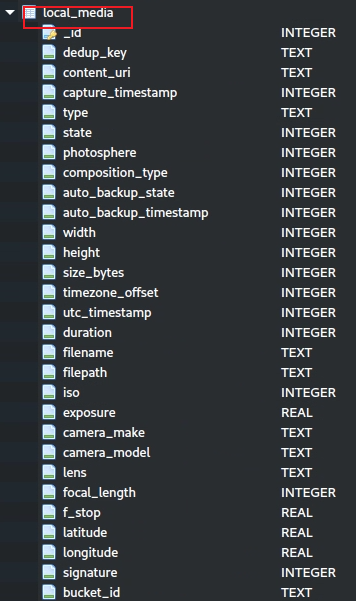 local_media
_id INTEGER
dedup_key TEXT
content_uri TEXT
capture_timestamp INTEGER
type TEXT
state INTEGER
photosphere INTEGER
composition_type INTEGER
auto_backup_state INTEGER
auto_backup_timestamp INTEGER
width INTEGER
height INTEGER
size_bytes INTEGER
timezone_offset INTEGER
utc_timestamp INTEGER
duration INTEGER
filename TEXT
filepath TEXT
iso INTEGER
exposure REAL
camera_make TEXT
camera_model TEXT
lens TEXT
focal_length INTEGER
f_stop REAL
latitude REAL
longitude REAL
signature INTEGER
bucket_id TEXT